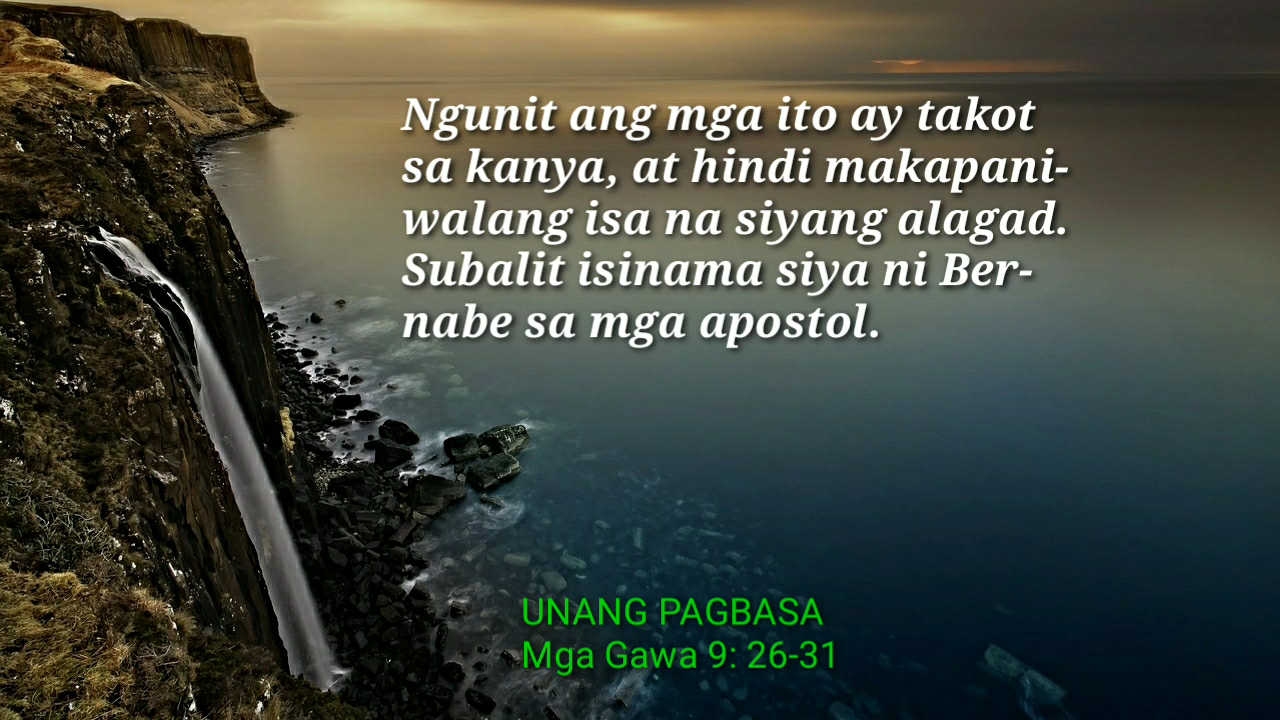 Ngunit ang mga ito ay takot
sa kanya, at hindi makapani-
walang isa na siyang alagad.
Subalit isinama siya ni Ber-
nabe sa mga apostol.
UNANG PAGBASA
Mga Gawa 9: 26-31